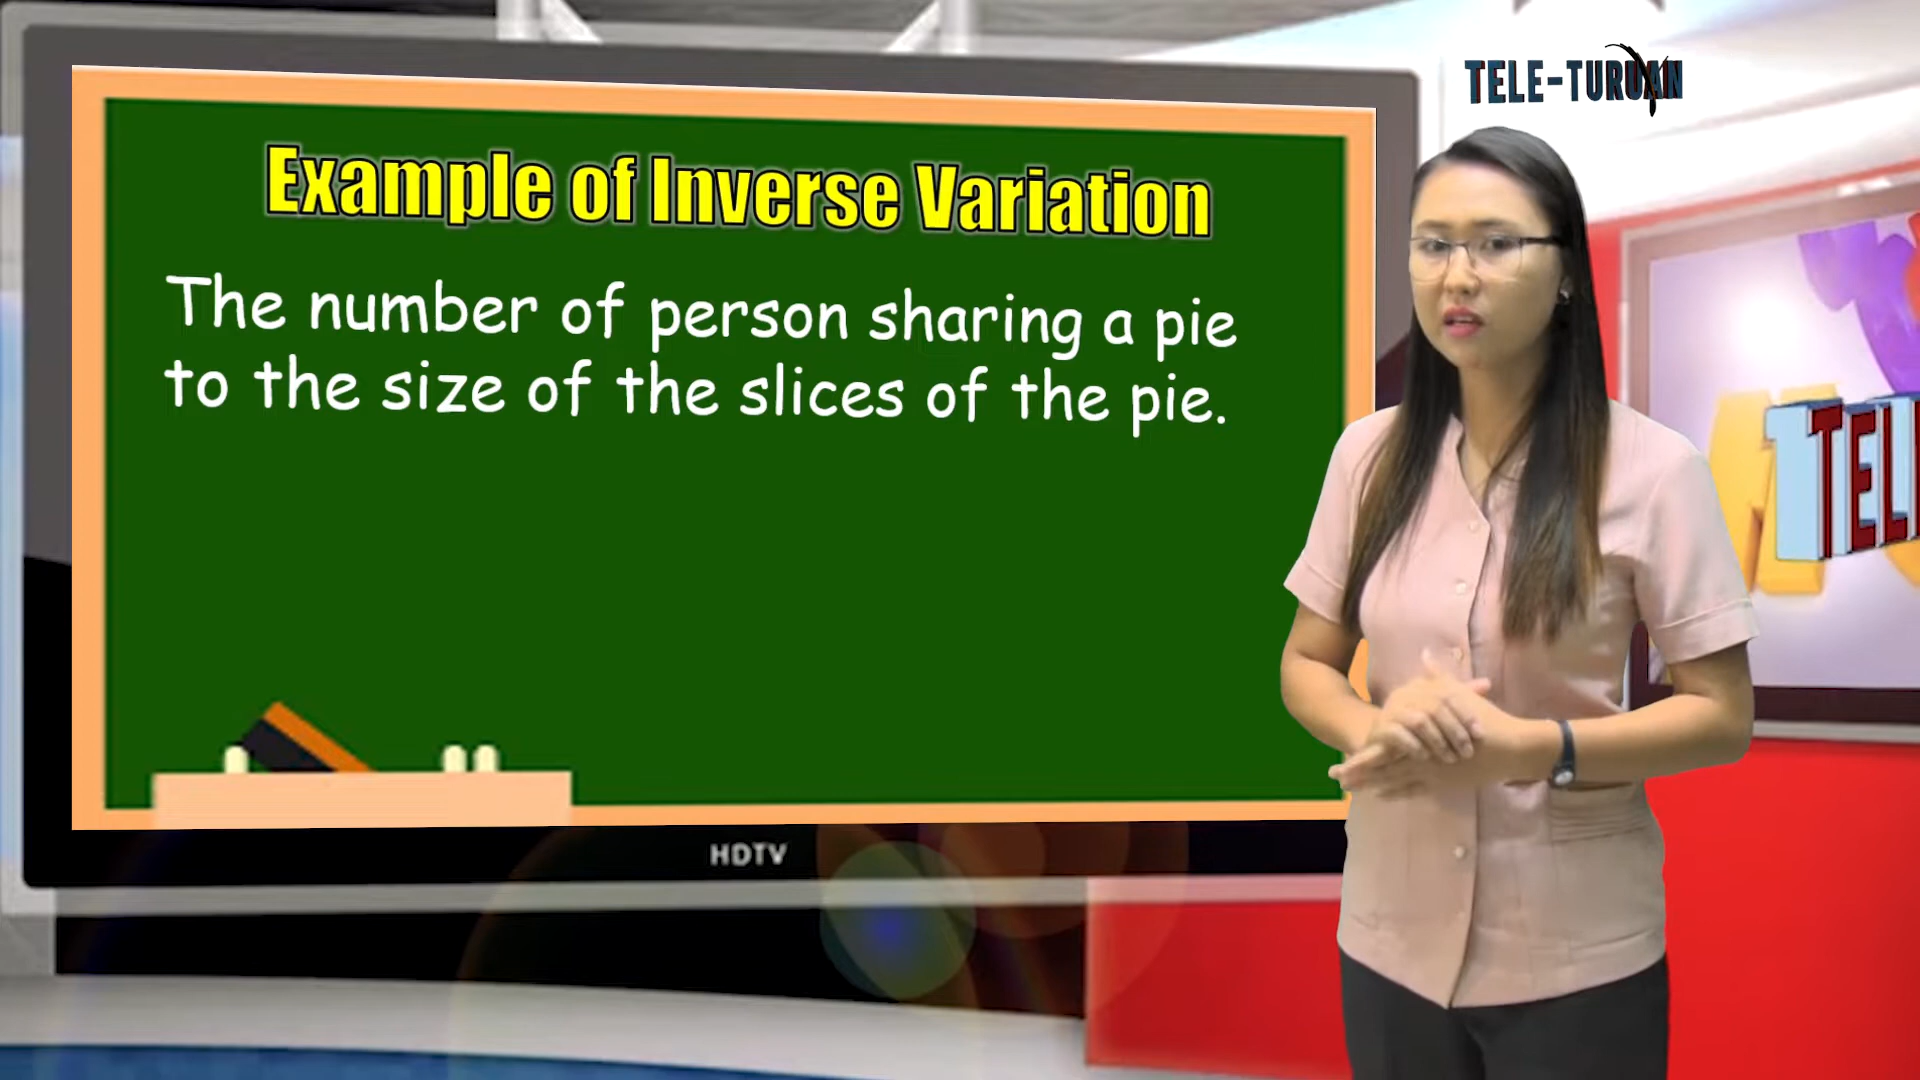 TELE-TURUAN
Example of Inverse Variation
The number of person sharing a pie
to the size of the slices of the pie.
TELE
HDTV